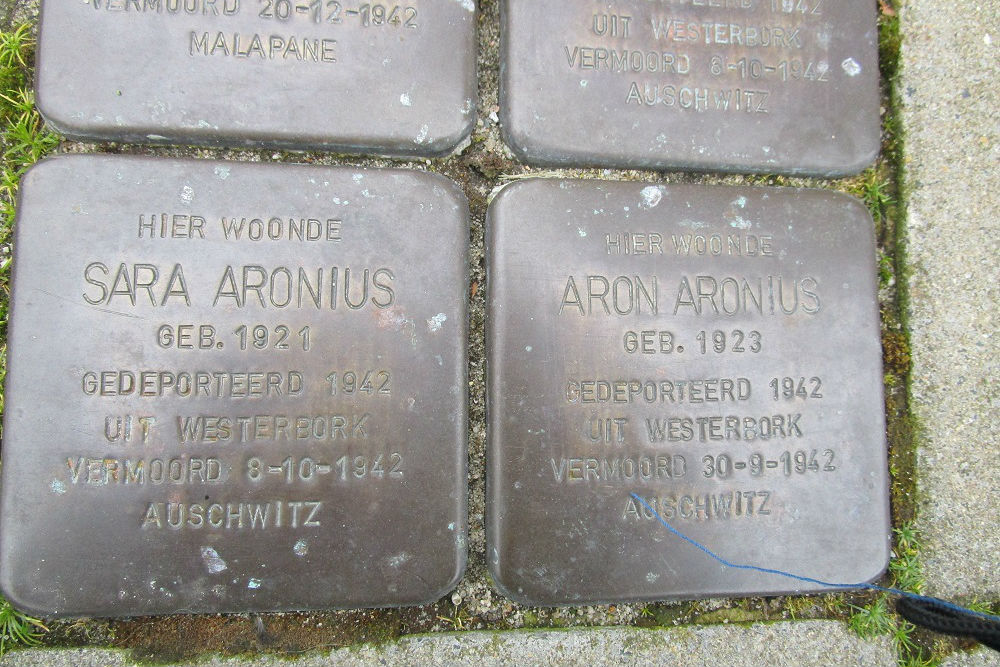 VERMOORD 20-12-1942
MALAPANE
1942
UIT WESTERBORK
VERMOORD 8-10-1942
AUSCHWITZ
HIER WOONDE
SARA ARONIUS
GEB. 1921
GEDEPORTEERD 1942
UIT WESTERBORK
VERMOORD 8-10-1942
AUSCHWITZ
HIER WOONDE
ARON ARONIUS
GEB. 1923
GEDEPORTEERD 1942
UIT WESTERBORK
VERMOORD 30-9-1942
AUSCHWITZ